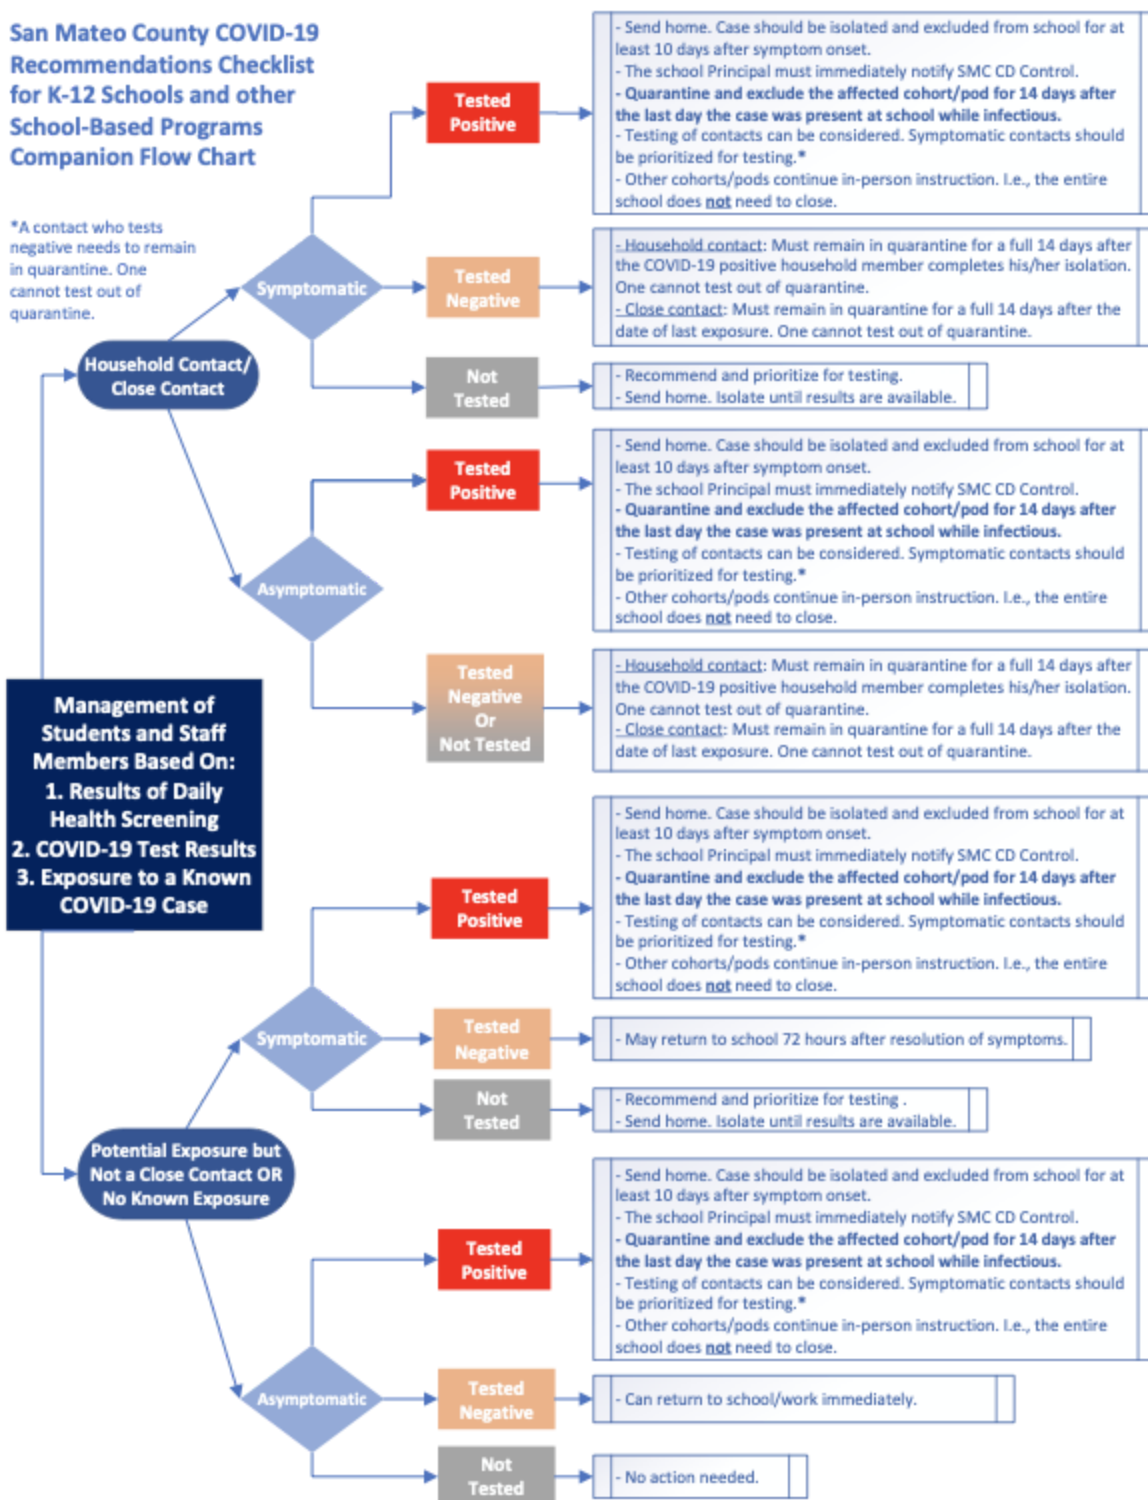 San Mateo County COVID-19
Recommendations Checklist
for K-12 Schools and other
School-Based Programs
Companion Flow Chart
*A contact who tests
negative needs to remain
in quarantine. One
cannot test out of
quarantine.
Management of
Students and Staff
Members Based On:
1. Results of Daily
Health Screening
2. COVID-19 Test Results
3. Exposure to a Known
COVID-19 Case
Household Contact/
Close Contact
Symptomatic
Tested
Positive
- Send home. Case should be isolated and excluded from school for at
least 10 days after symptom onset.
- The school Principal must immediately notify SMC CD Control.
- Quarantine and exclude the affected cohort/pod for 14 days after
the last day the case was present at school while infectious.
- Testing of contacts can be considered. Symptomatic contacts should
be prioritized for testing.*
- Other cohorts/pods continue in-person instruction. I.e., the entire
school does not need to close.
Tested
Negative
- Household contact: Must remain in quarantine for a full 14 days after
the COVID-19 positive household member completes his/her isolation.
One cannot test out of quarantine.
- Close contact: Must remain in quarantine for a full 14 days after the
date of last exposure. One cannot test out of quarantine.
Not
Tested
- Recommend and prioritize for testing.
- Send home. Isolate until results are available.
Asymptomatic
Tested
Positive
- Send home. Case should be isolated and excluded from school for at
least 10 days after symptom onset.
- The school Principal must immediately notify SMC CD Control.
- Quarantine and exclude the affected cohort/pod for 14 days after
the last day the case was present at school while infectious.
- Testing of contacts can be considered. Symptomatic contacts should
be prioritized for testing.*
- Other cohorts/pods continue in-person instruction. I.e., the entire
school does not need to close.
Tested
Negative
Or
Not Tested
- Household contact: Must remain in quarantine for a full 14 days after
the COVID-19 positive household member completes his/her isolation.
One cannot test out of quarantine.
- Close contact: Must remain in quarantine for a full 14 days after the
date of last exposure. One cannot test out of quarantine.
Potential Exposure but
Not a Close Contact OR
No Known Exposure
Symptomatic
Tested
Positive
- Send home. Case should be isolated and excluded from school for at
least 10 days after symptom onset.
- The school Principal must immediately notify SMC CD Control.
- Quarantine and exclude the affected cohort/pod for 14 days after
the last day the case was present at school while infectious.
- Testing of contacts can be considered. Symptomatic contacts should
be prioritized for testing.*
- Other cohorts/pods continue in-person instruction. I.e., the entire
school does not need to close.
Tested
Negative
- May return to school 72 hours after resolution of symptoms.
Not
Tested
- Recommend and prioritize for testing .
- Send home. Isolate until results are available.
Asymptomatic
Tested
Positive
- Send home. Case should be isolated and excluded from school for at
least 10 days after symptom onset.
- The school Principal must immediately notify SMC CD Control.
- Quarantine and exclude the affected cohort/pod for 14 days after
the last day the case was present at school while infectious.
- Testing of contacts can be considered. Symptomatic contacts should
be prioritized for testing.*
- Other cohorts/pods continue in-person instruction. I.e., the entire
school does not need to close.
Tested
Negative
- Can return to school/work immediately.
Not
Tested
- No action needed.